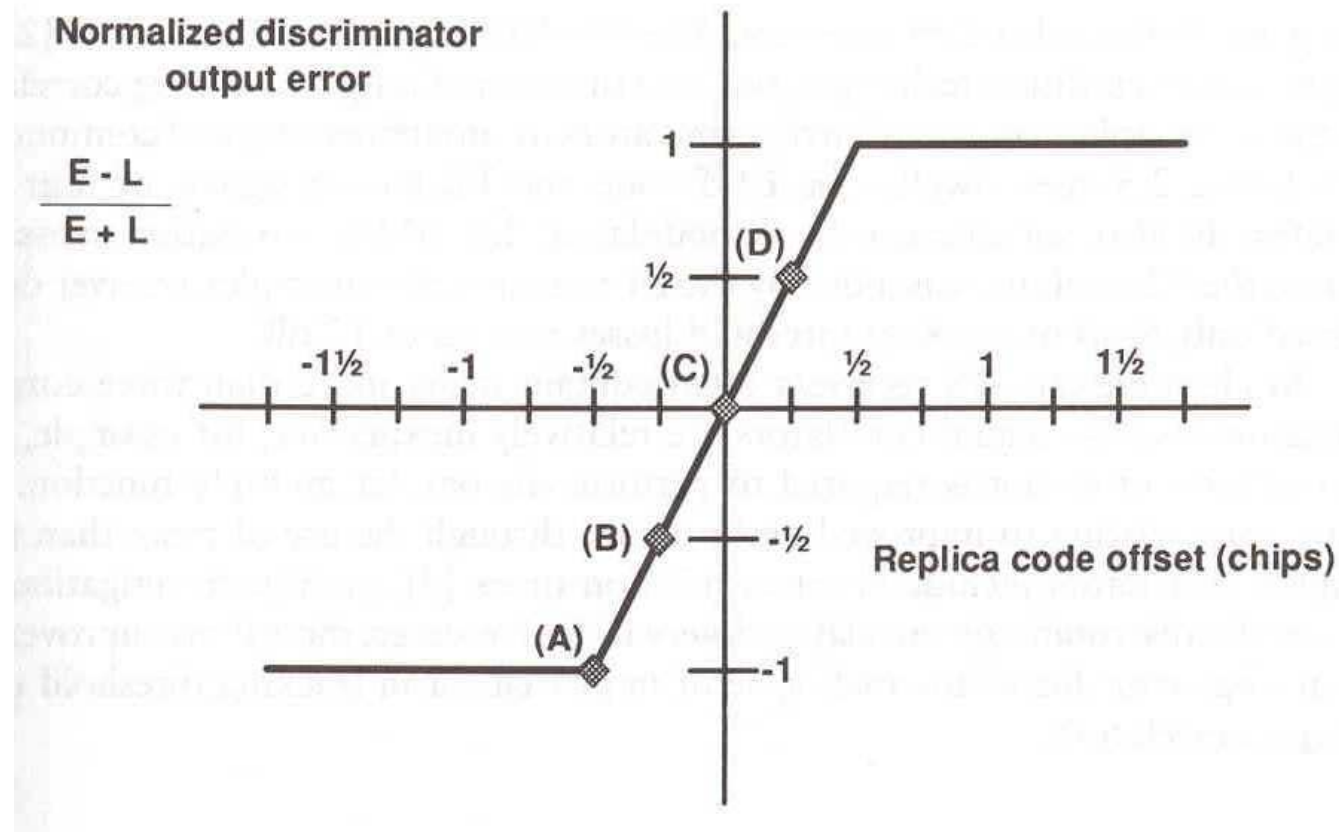 Normalized discriminator
output error
E - L
E + L
1
(D)
½
-1½ -1 -½ (C) ½ 1 1½
(B) -½
Replica code offset (chips)
(A)
-1